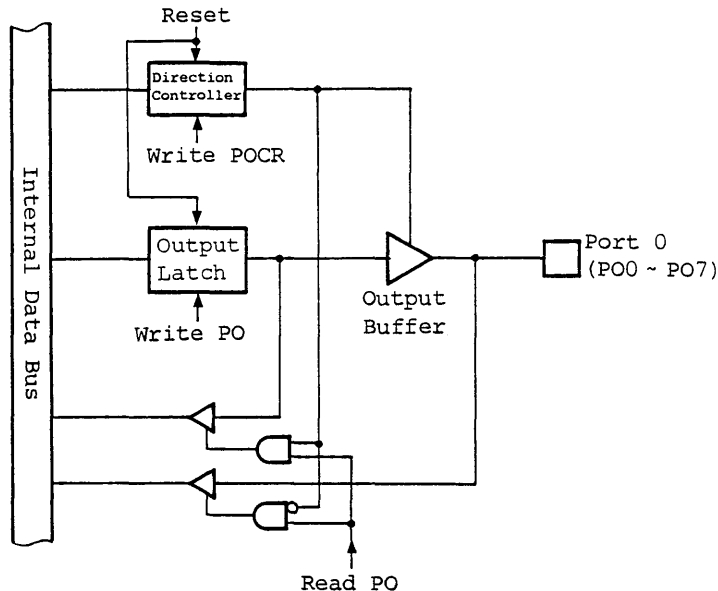 Reset
Direction
Controller
Write POCR
Internal Data Bus
Output
Latch
Port 0
(PO0 ~ PO7)
Output
Buffer
Write PO
Read PO